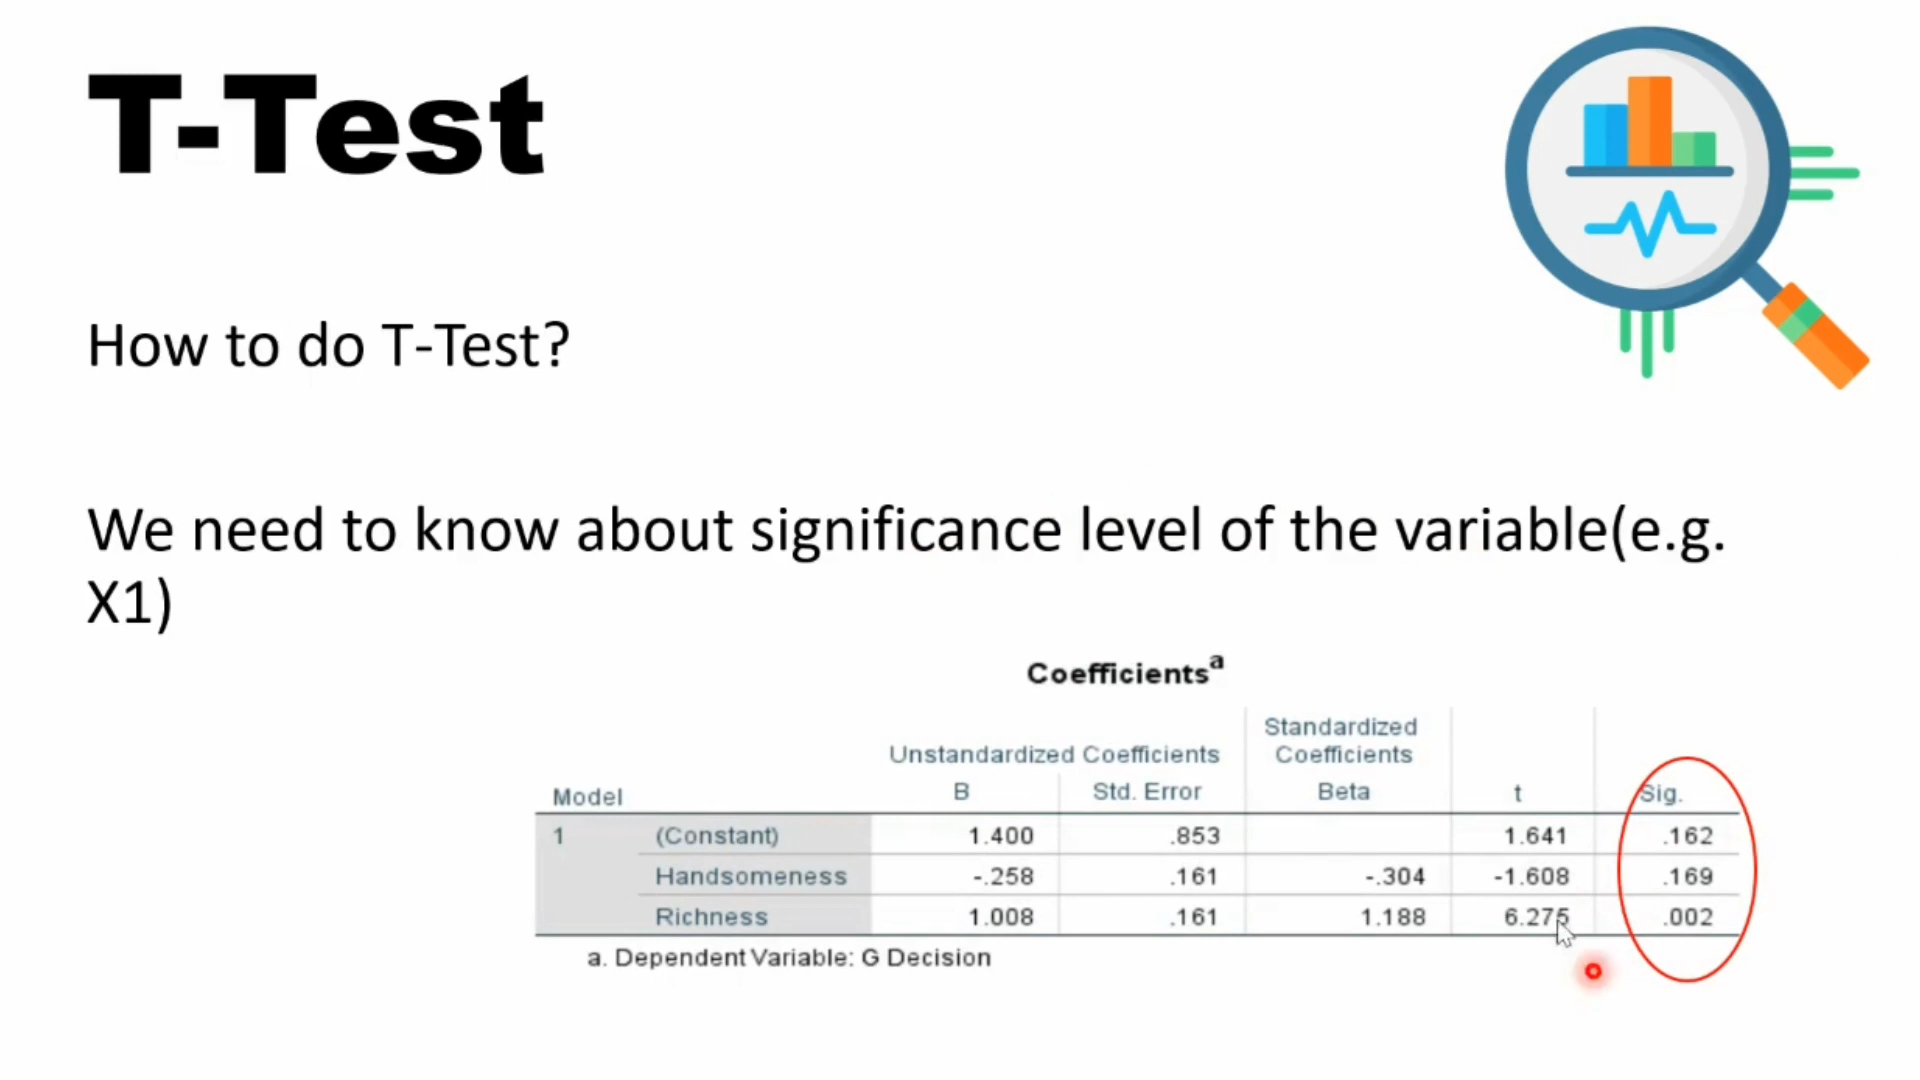 T-Test
How to do T-Test?
We need to know about significance level of the variable(e.g.
X1)
Coefficientsᵃ
Standardized
Unstandardized Coefficients Coefficients
Model B Std. Error Beta t Sig.
1 (Constant) 1.400 .853 1.641 .162
Handsomeness -.258 .161 -.304 -1.608 .169
Richness 1.008 .161 1.188 6.275 .002
a. Dependent Variable: G Decision